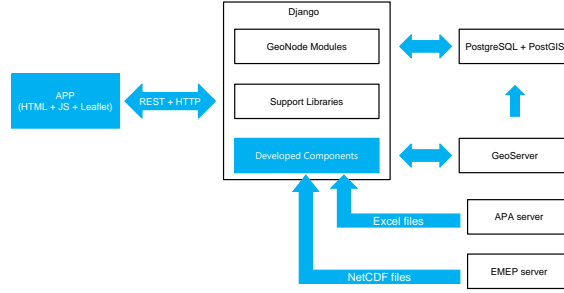 Django
GeoNode Modules
PostgreSQL + PostGIS
APP
(HTML + JS + Leaflet)
REST + HTTP
Support Libraries
Developed Components
GeoServer
Excel files
APA server
NetCDF files
EMEP server